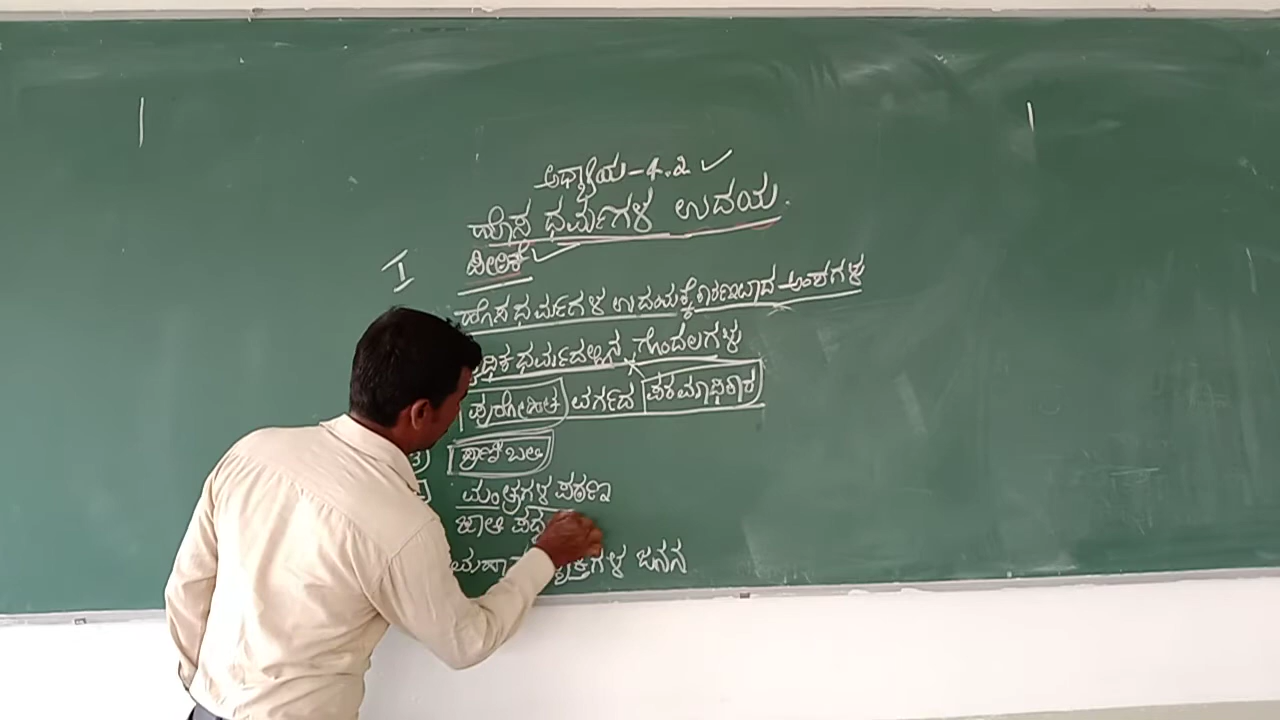 ಅಧ್ಯಾಯ-4.2
ಹೊಸ ಧರ್ಮಗಳ ಉದಯ.
I ಪೀಠಿಕೆ
ಹೊಸ ಧರ್ಮಗಳ ಉದಯಕ್ಕೆ ಕಾರಣವಾದ ಅಂಶಗಳು
ಧರ್ಮದಲ್ಲಿನ ಗೊಂದಲಗಳು
ಪುರೋಹಿತ ವರ್ಗದ ಪರಮಾಧಿಕಾರ
ಪ್ರಾಣಿ ಬಲಿ
ಮಂತ್ರಗಳ ಪಠಣ
ಜಾತಿ
ಜನನ